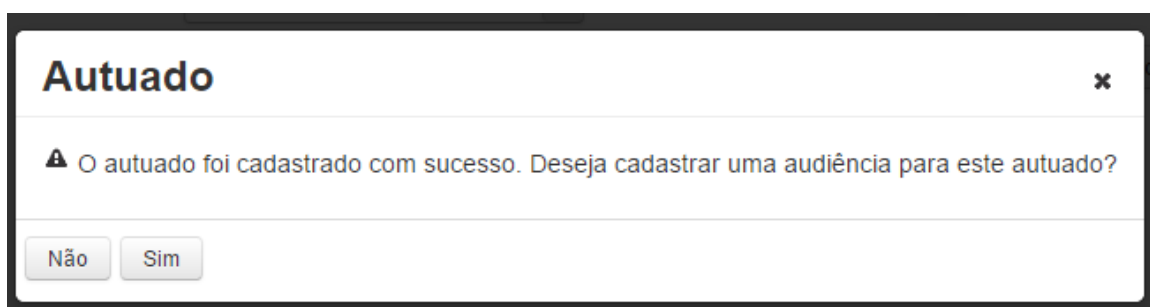 Autuado
O autuado foi cadastrado com sucesso. Deseja cadastrar uma audiência para este autuado?
Não Sim